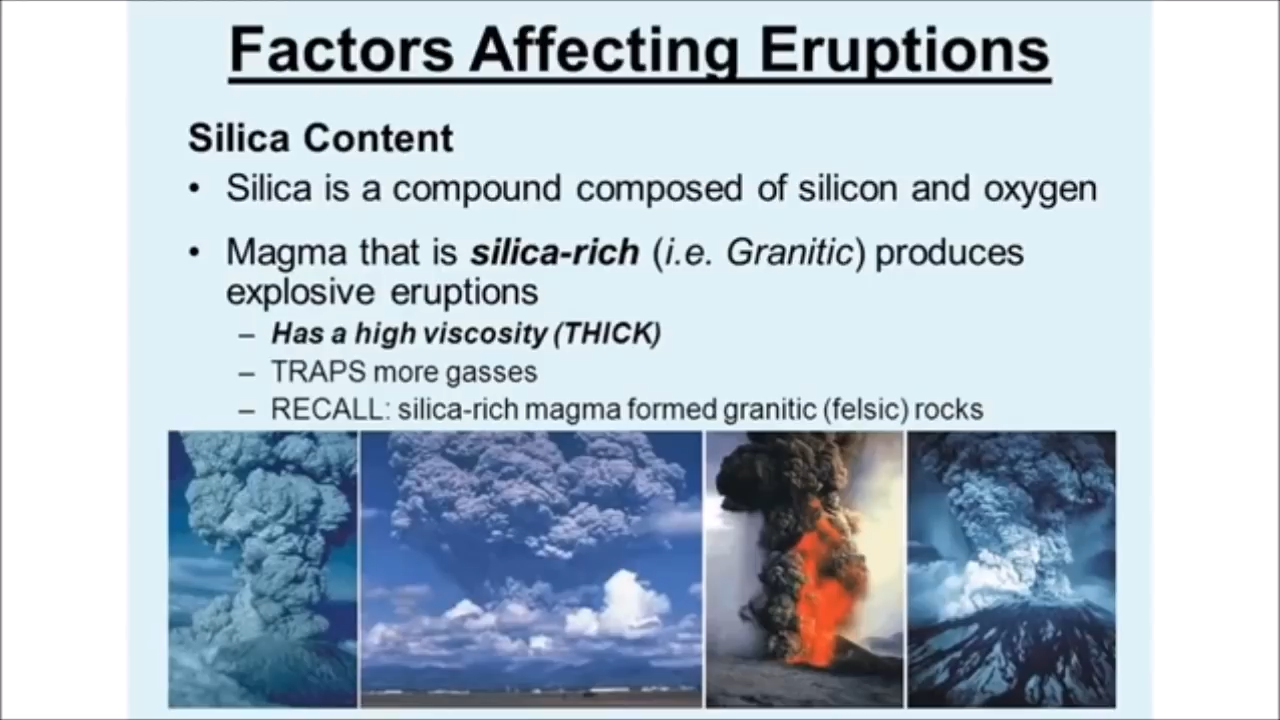 Factors Affecting Eruptions
Silica Content
• Silica is a compound composed of silicon and oxygen
• Magma that is silica-rich (i.e. Granitic) produces
explosive eruptions
– Has a high viscosity (THICK)
– TRAPS more gasses
– RECALL: silica-rich magma formed granitic (felsic) rocks